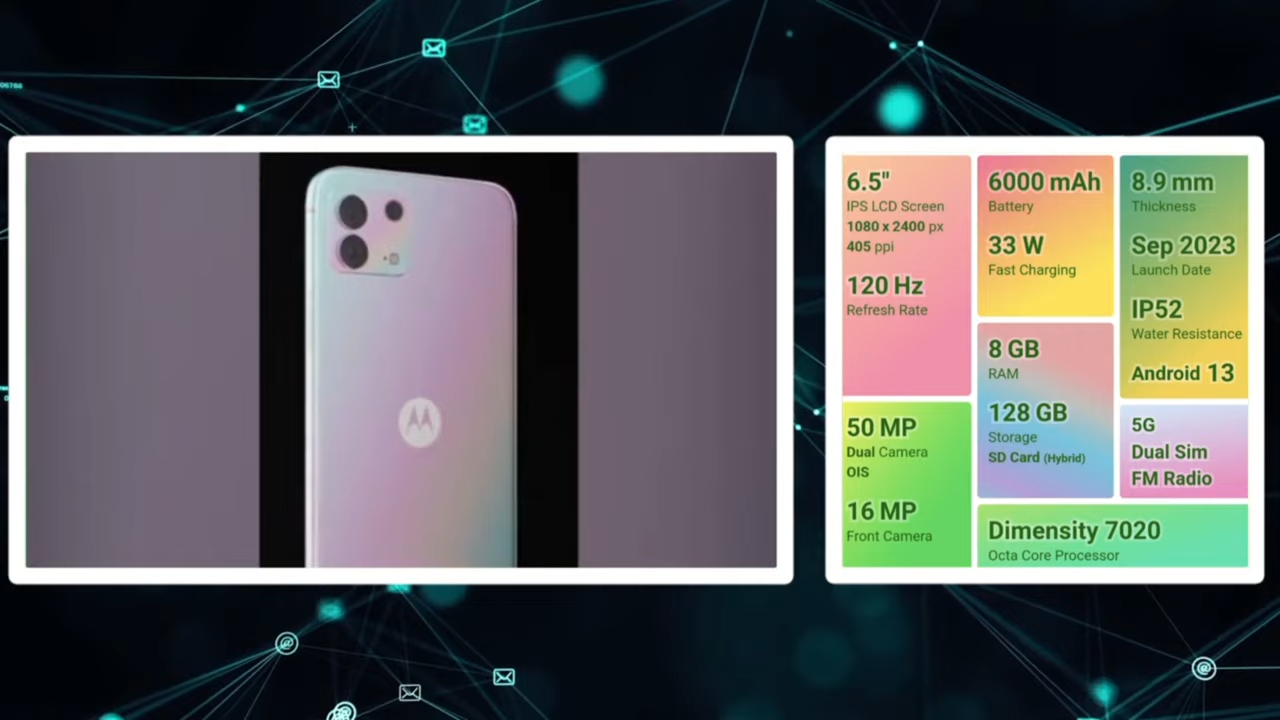 6.5"
IPS LCD Screen
1080 x 2400 px
405 ppi
120 Hz
Refresh Rate
50 MP
Dual Camera
OIS
16 MP
Front Camera
6000 mAh
Battery
33 W
Fast Charging
8 GB
RAM
128 GB
Storage
SD Card (Hybrid)
8.9 mm
Thickness
Sep 2023
Launch Date
IP52
Water Resistance
Android 13
5G
Dual Sim
FM Radio
Dimensity 7020
Octa Core Processor